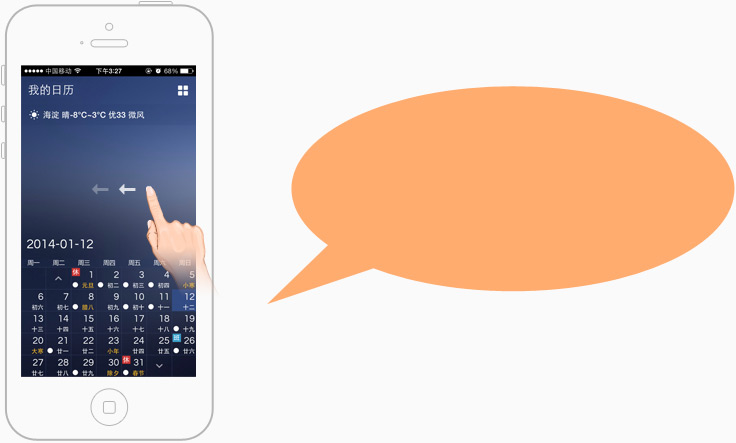 中国移动 下午3:27 68%
我的日历
海淀 晴-8℃~3℃ 优33 微风
2014-01-12
周一 周二 周三 周四 周五 周六 周日
休 1 2 3 4 5
元旦 初二 初三 初四 小寒
6 7 8 9 10 11 12
初六 初七 腊八 初九 初十 十一 十二
13 14 15 16 17 18 19
十三 十四 十五 十六 十七 十八 十九
20 21 22 23 24 25 班 26
大寒 廿一 廿二 小年 廿四 廿五 廿六
27 28 29 30 休 31
廿七 廿八 廿九 除夕 春节